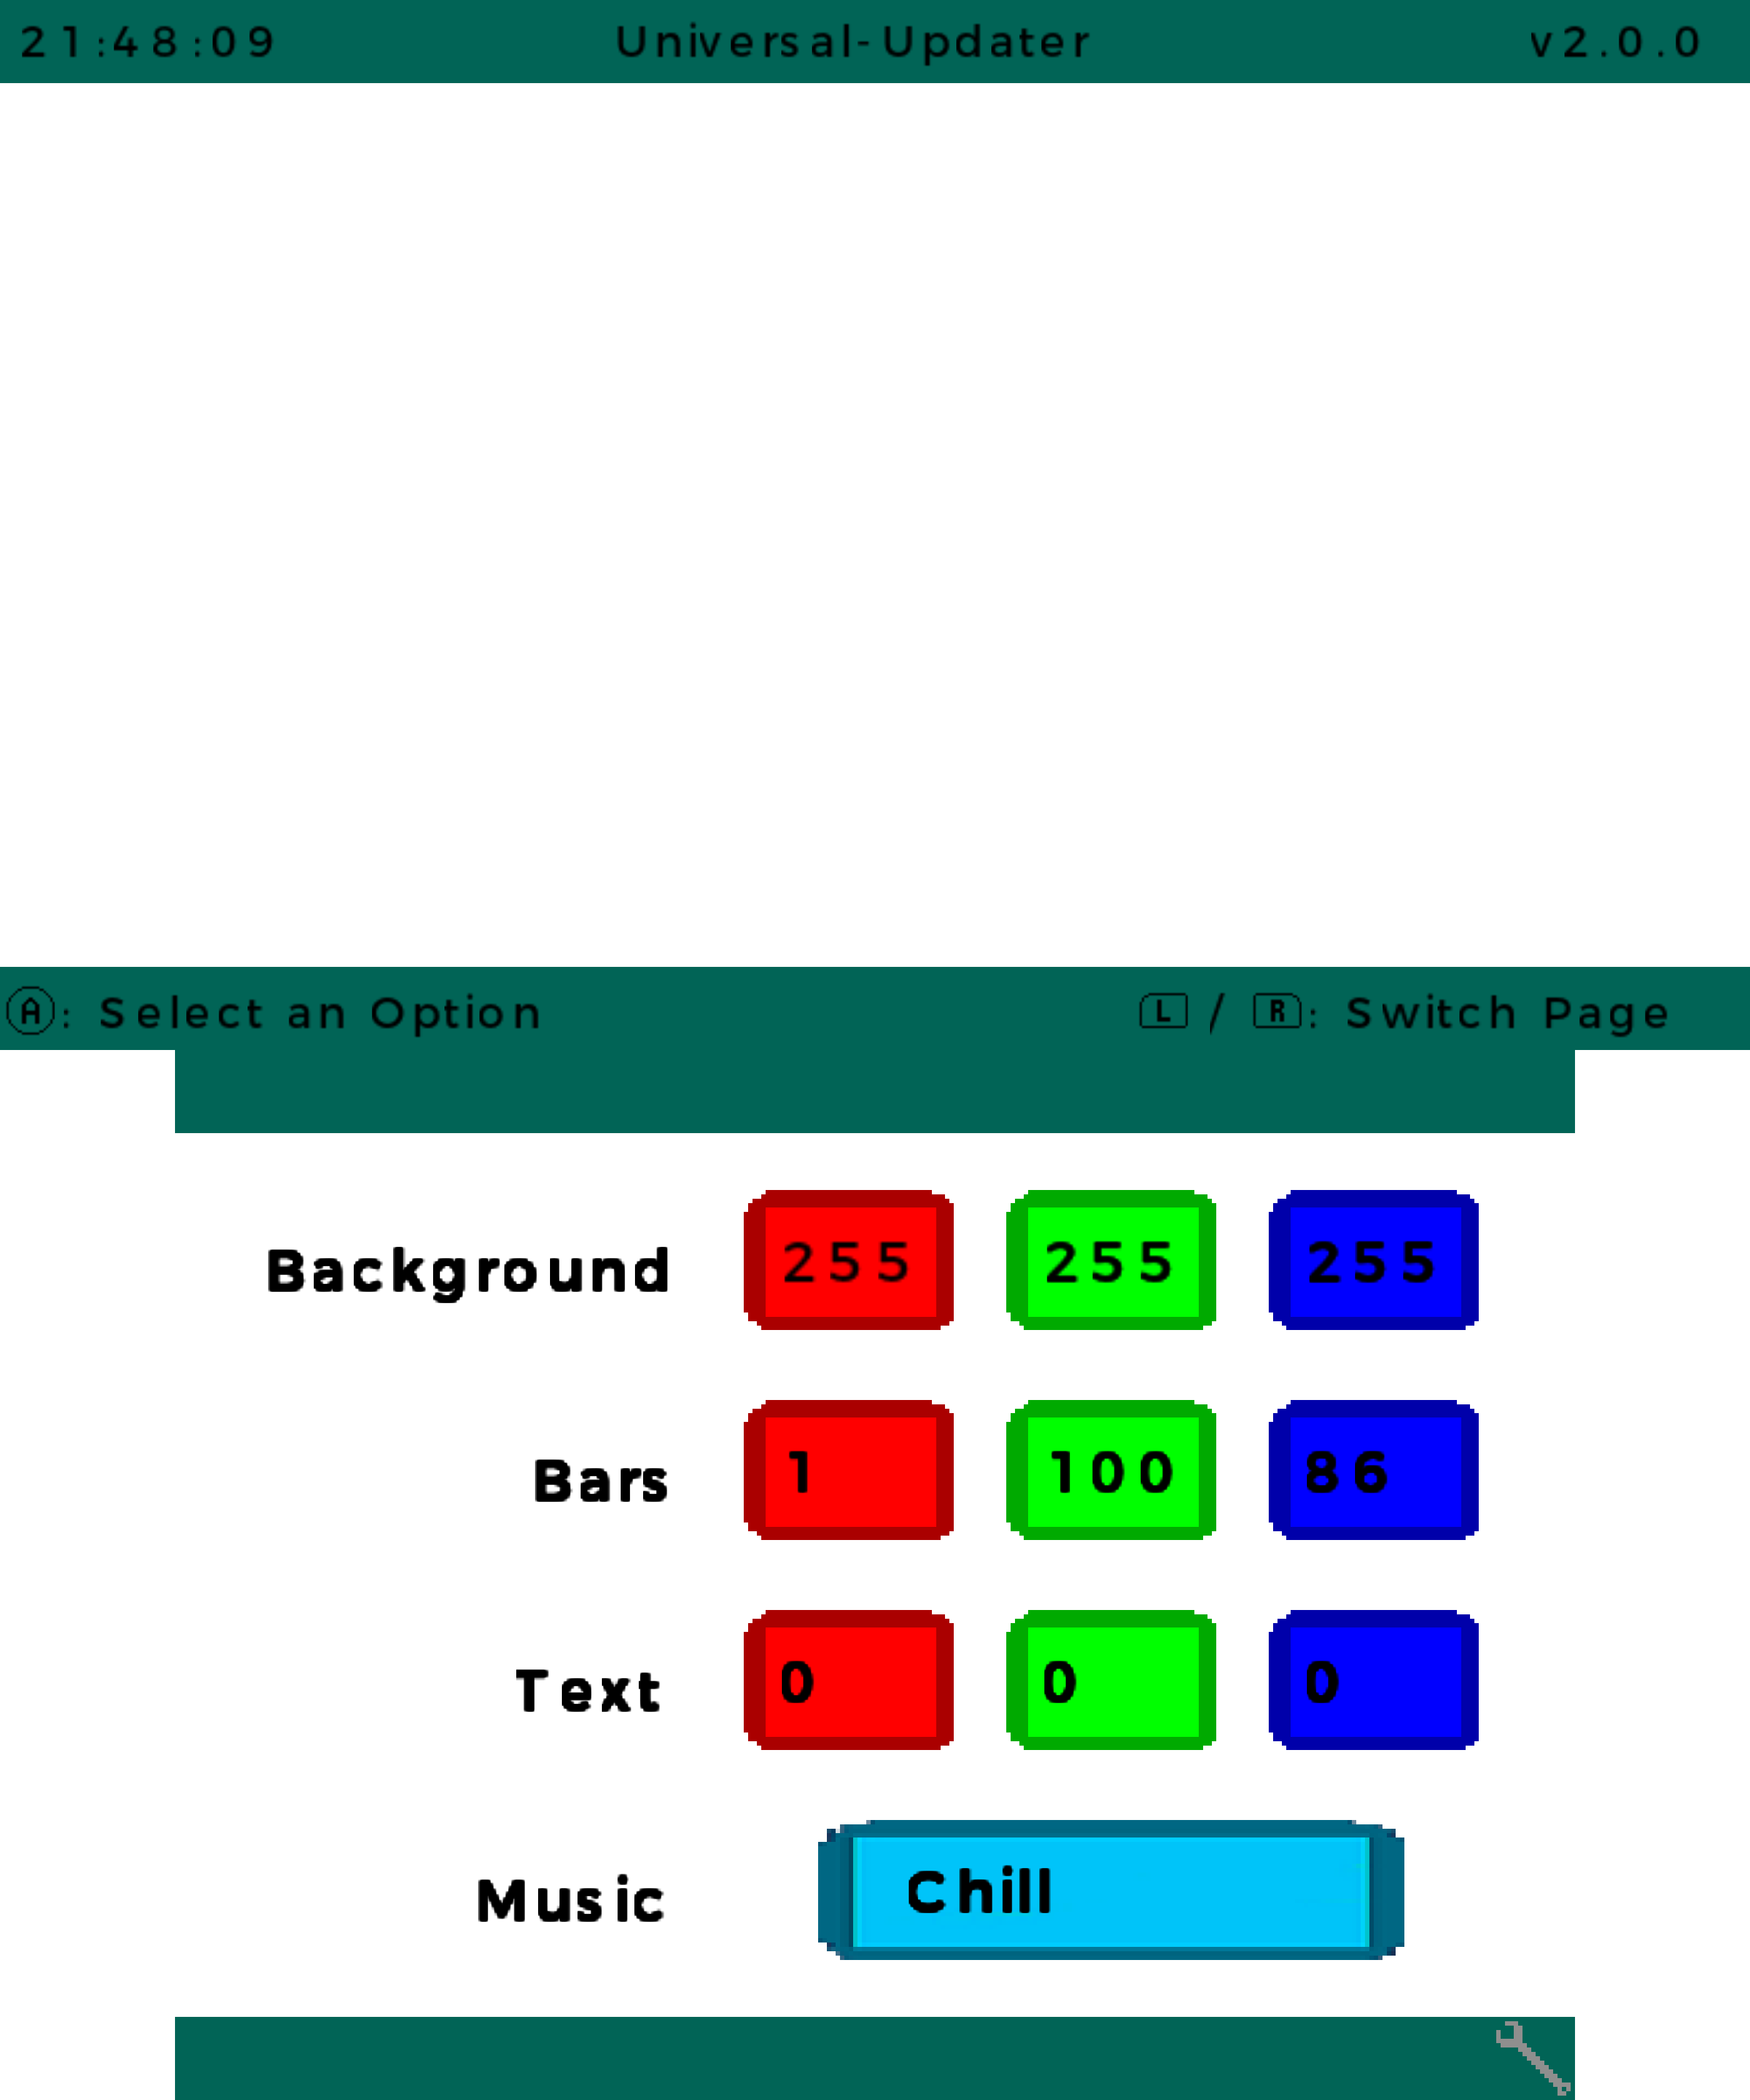 21:48:09 Universal-Updater v2.0.0
A: Select an Option L / R: Switch Page
Background 255 255 255
Bars 1 100 86
Text 0 0 0
Music Chill